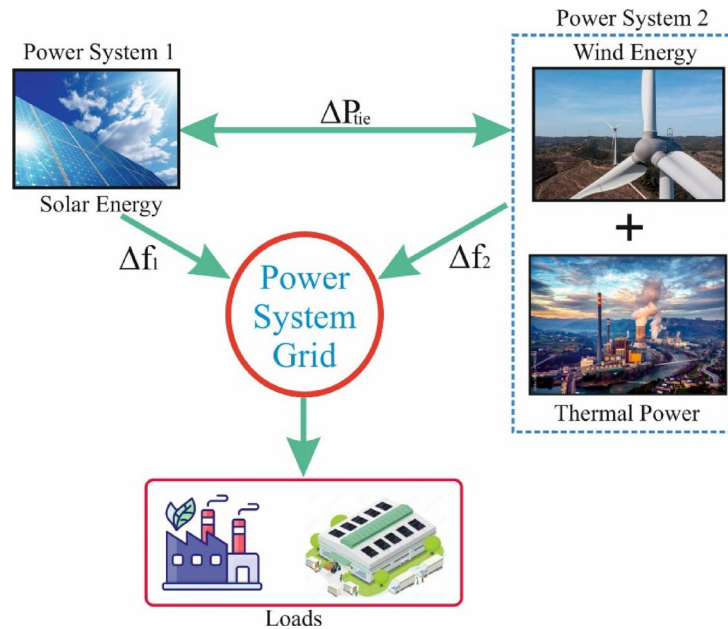 Power System 1
Power System 2
Wind Energy
ΔPtie
Solar Energy
+
Δf1
Δf2
Power
System
Grid
Thermal Power
Loads